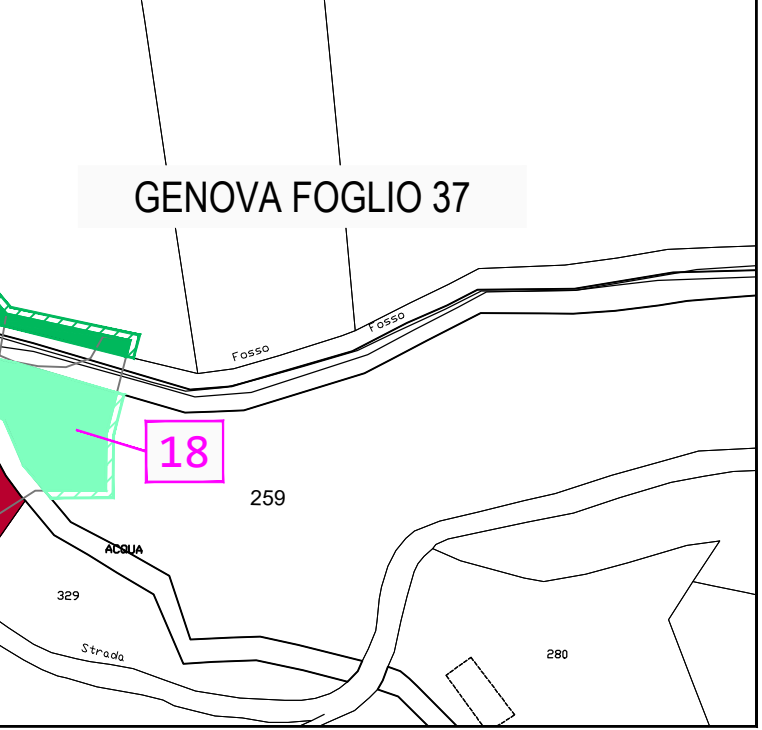 GENOVA FOGLIO 37
Fosso
Fosso
18
259
ACQUA
329
Strada
280